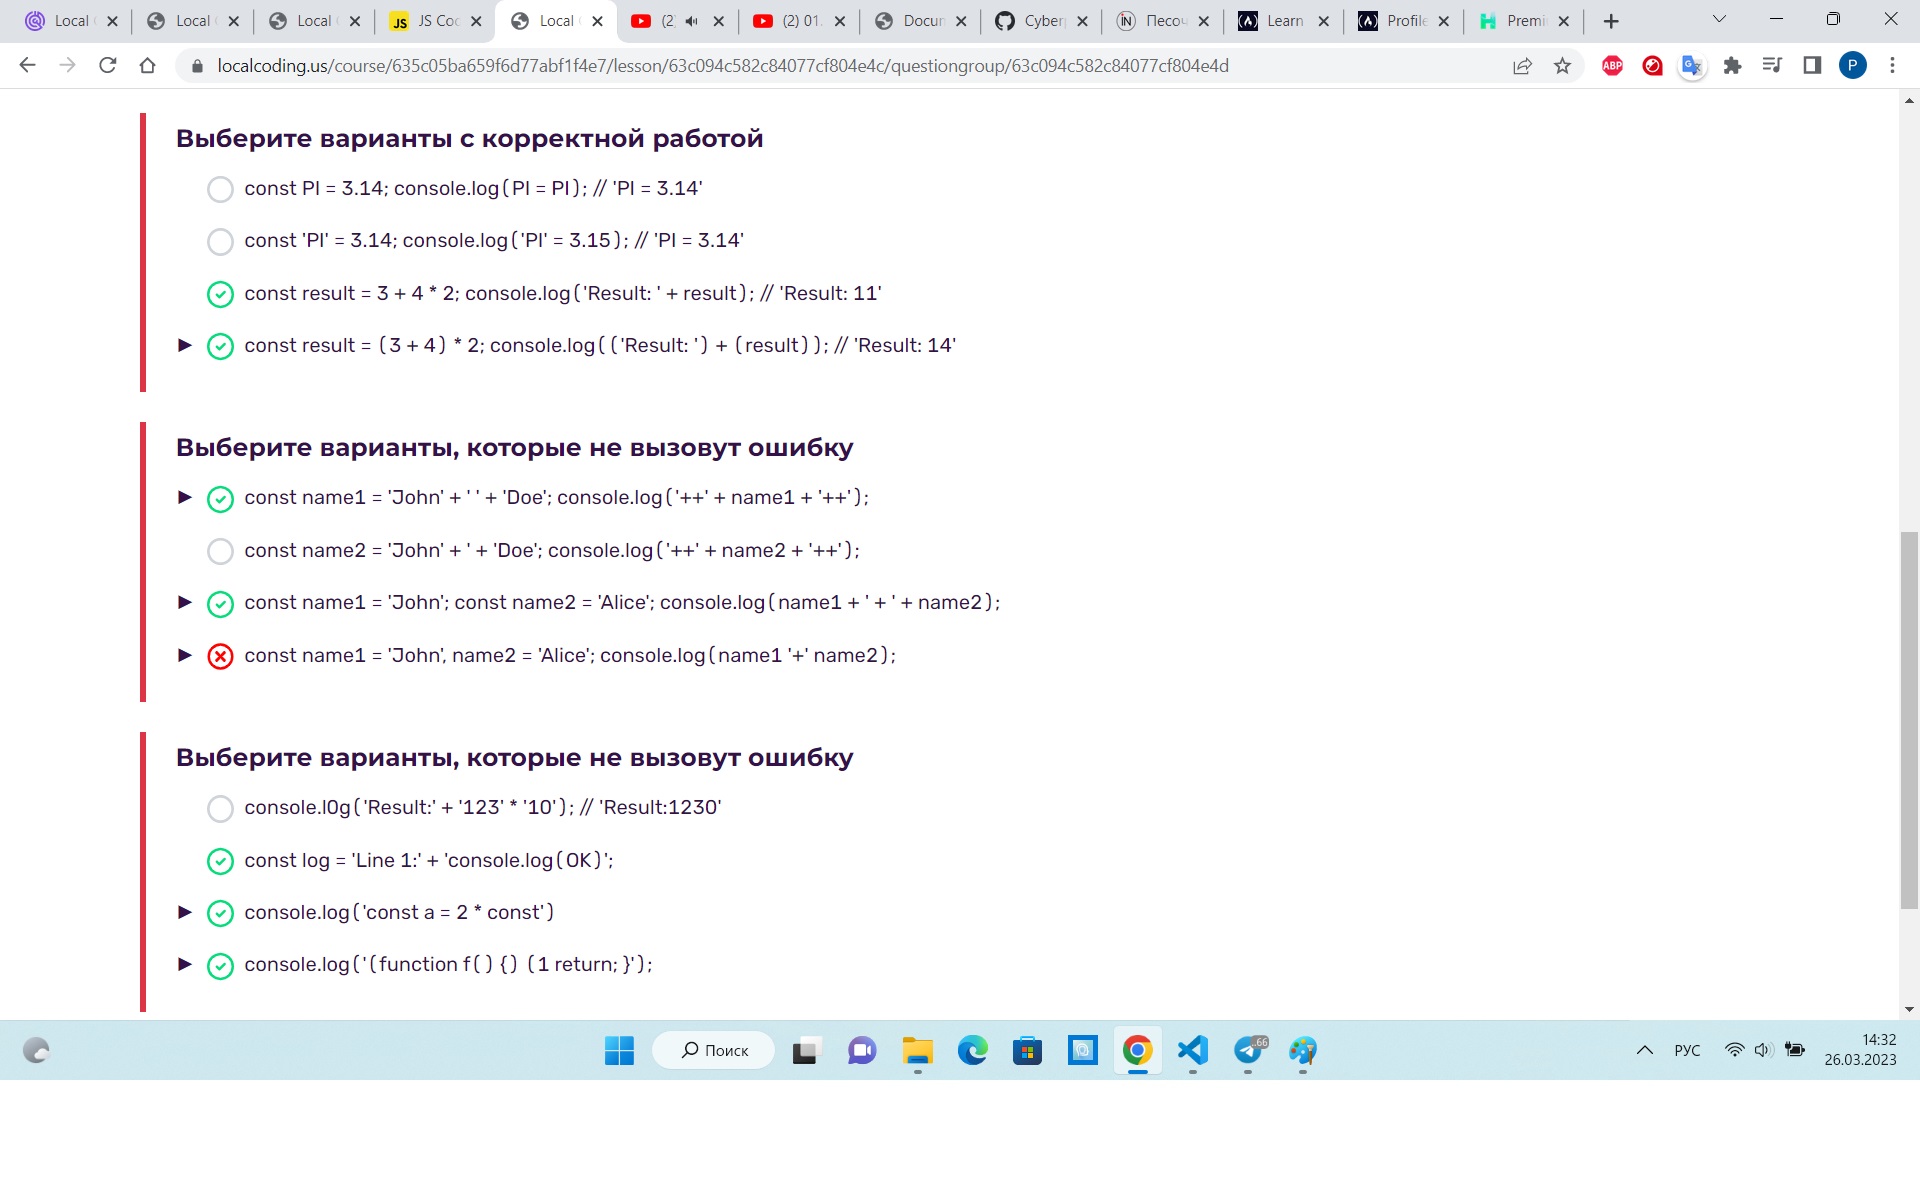 Local
Local
Local
JS JS Coc
Local
(2)
(2) 01.
Docum
Cyber
iN Песоч
Learn
Profile
Premi
localcoding.us/course/635c05ba659f6d77abf1f4e7/lesson/63c094c582c84077cf804e4c/questiongroup/63c094c582c84077cf804e4d
ABP
P
Выберите варианты с корректной работой
const PI = 3.14; console.log(PI = PI); // 'PI = 3.14'
const 'PI' = 3.14; console.log('PI' = 3.15); // 'PI = 3.14'
const result = 3 + 4 * 2; console.log('Result: ' + result); // 'Result: 11'
const result = (3 + 4) * 2; console.log(('Result: ') + (result)); // 'Result: 14'
Выберите варианты, которые не вызовут ошибку
const name1 = 'John' + ' ' + 'Doe'; console.log('++' + name1 + '++');
const name2 = 'John' + ' + 'Doe'; console.log('++' + name2 + '++');
const name1 = 'John'; const name2 = 'Alice'; console.log(name1 + ' + ' + name2);
const name1 = 'John', name2 = 'Alice'; console.log(name1 '+' name2);
Выберите варианты, которые не вызовут ошибку
console.l0g('Result:' + '123' * '10'); // 'Result:1230'
const log = 'Line 1:' + 'console.log(OK)';
console.log('const a = 2 * const')
console.log('(function f() {) (1 return; }');
Поиск
..66
РУС
14:32
26.03.2023